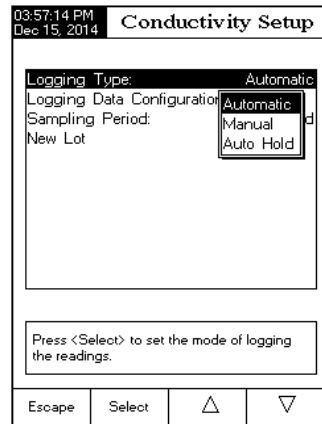 03:57:14 PM
Dec 15, 2014
Conductivity Setup
Logging Type: Automatic
Logging Data Configuration
Automatic
Sampling Period:
Manual
New Lot
Auto Hold
Press <Select> to set the mode of logging
the readings.
Escape Select △ ▽